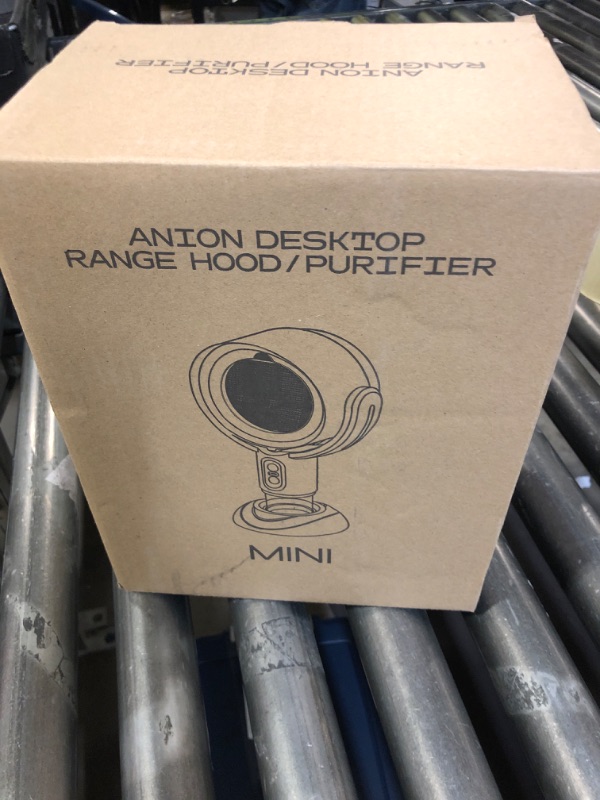 ANION DESKTOP
RANGE HOOD/PURIFIER
ANION DESKTOP
RANGE HOOD/PURIFIER
MINI